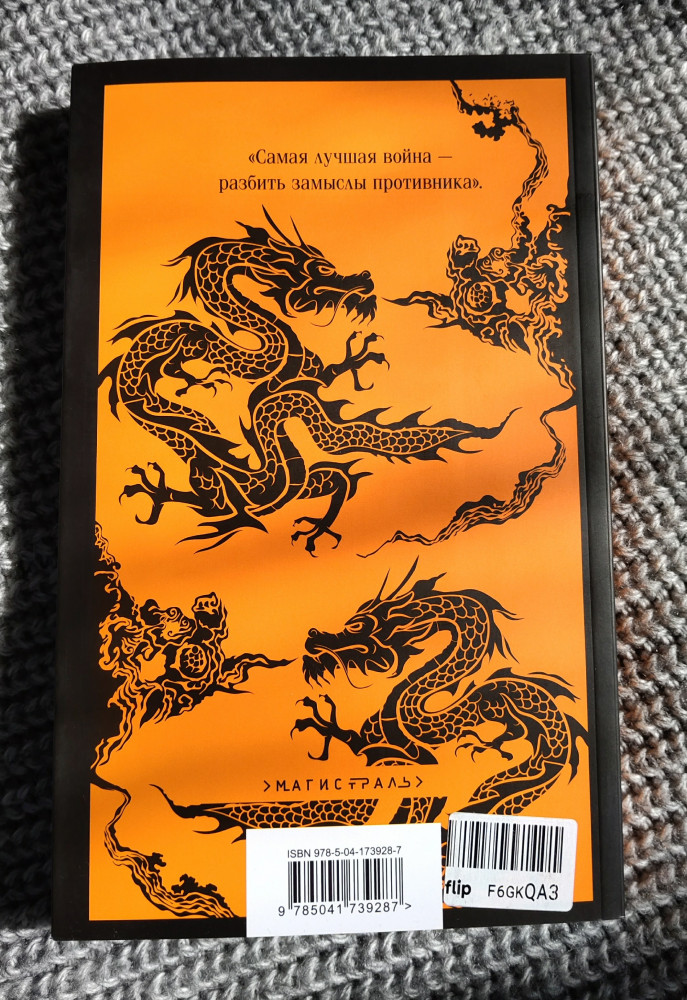 «Самая лучшая война —
разбить замыслы противника».
>МАГИСТРАЛЬ>
ISBN 978-5-04-173928-7
9 785041 739287 >
flip F6GKQA3